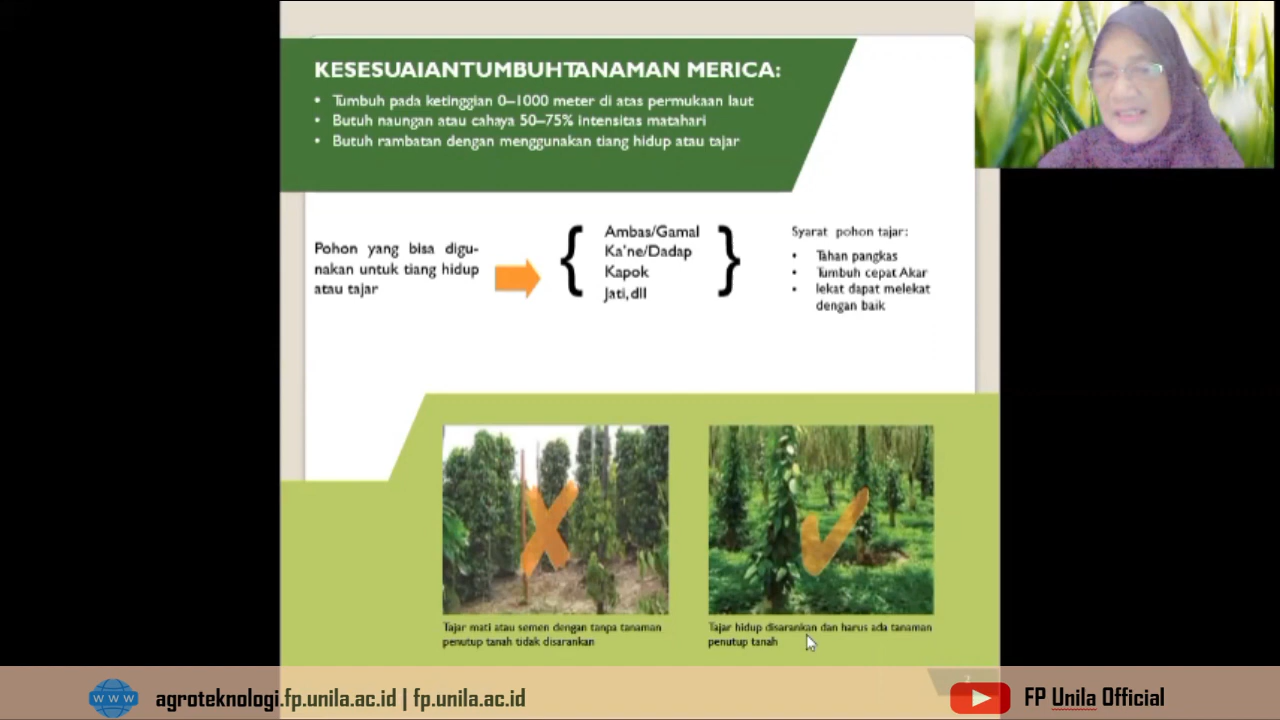 KESESUAIANTUMBUHTANAMAN MERICA:
• Tumbuh pada ketinggian 0–1000 meter di atas permukaan laut
• Butuh naungan atau cahaya 50–75% intensitas matahari
• Butuh rambatan dengan menggunakan tiang hidup atau tajar
Pohon yang bisa digu-
nakan untuk tiang hidup
atau tajar
Ambas/Gamal
Ka'ne/Dadap
Kapok
Jati, dll
Syarat pohon tajar:
• Tahan pangkas
• Tumbuh cepat Akar
• lekat dapat melekat
dengan baik
Tajar mati atau semen dengan tanpa tanaman
penutup tanah tidak disarankan
Tajar hidup disarankan dan harus ada tanaman
penutup tanah
2
WWW
agroteknologi.fp.unila.ac.id | fp.unila.ac.id
FP Unila Official